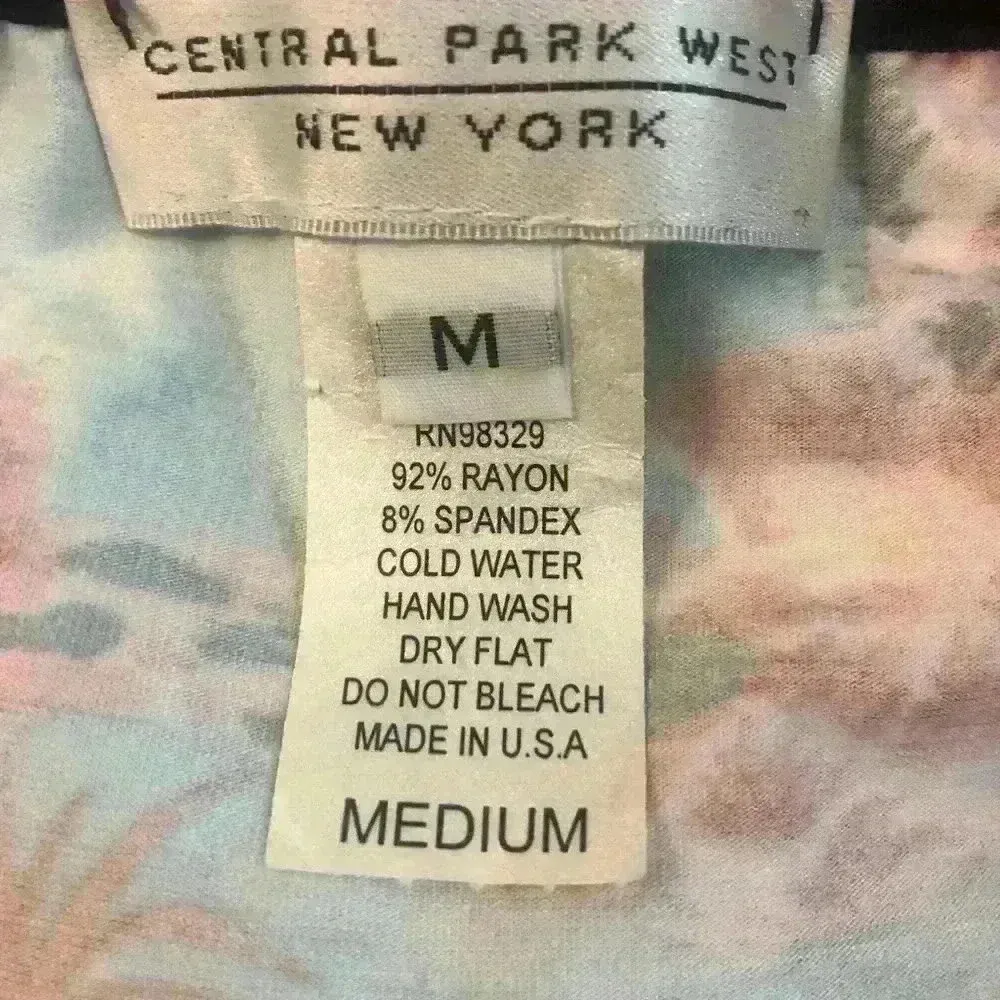 CENTRAL PARK WEST
NEW YORK
M
RN98329
92% RAYON
8% SPANDEX
COLD WATER
HAND WASH
DRY FLAT
DO NOT BLEACH
MADE IN U.S.A
MEDIUM